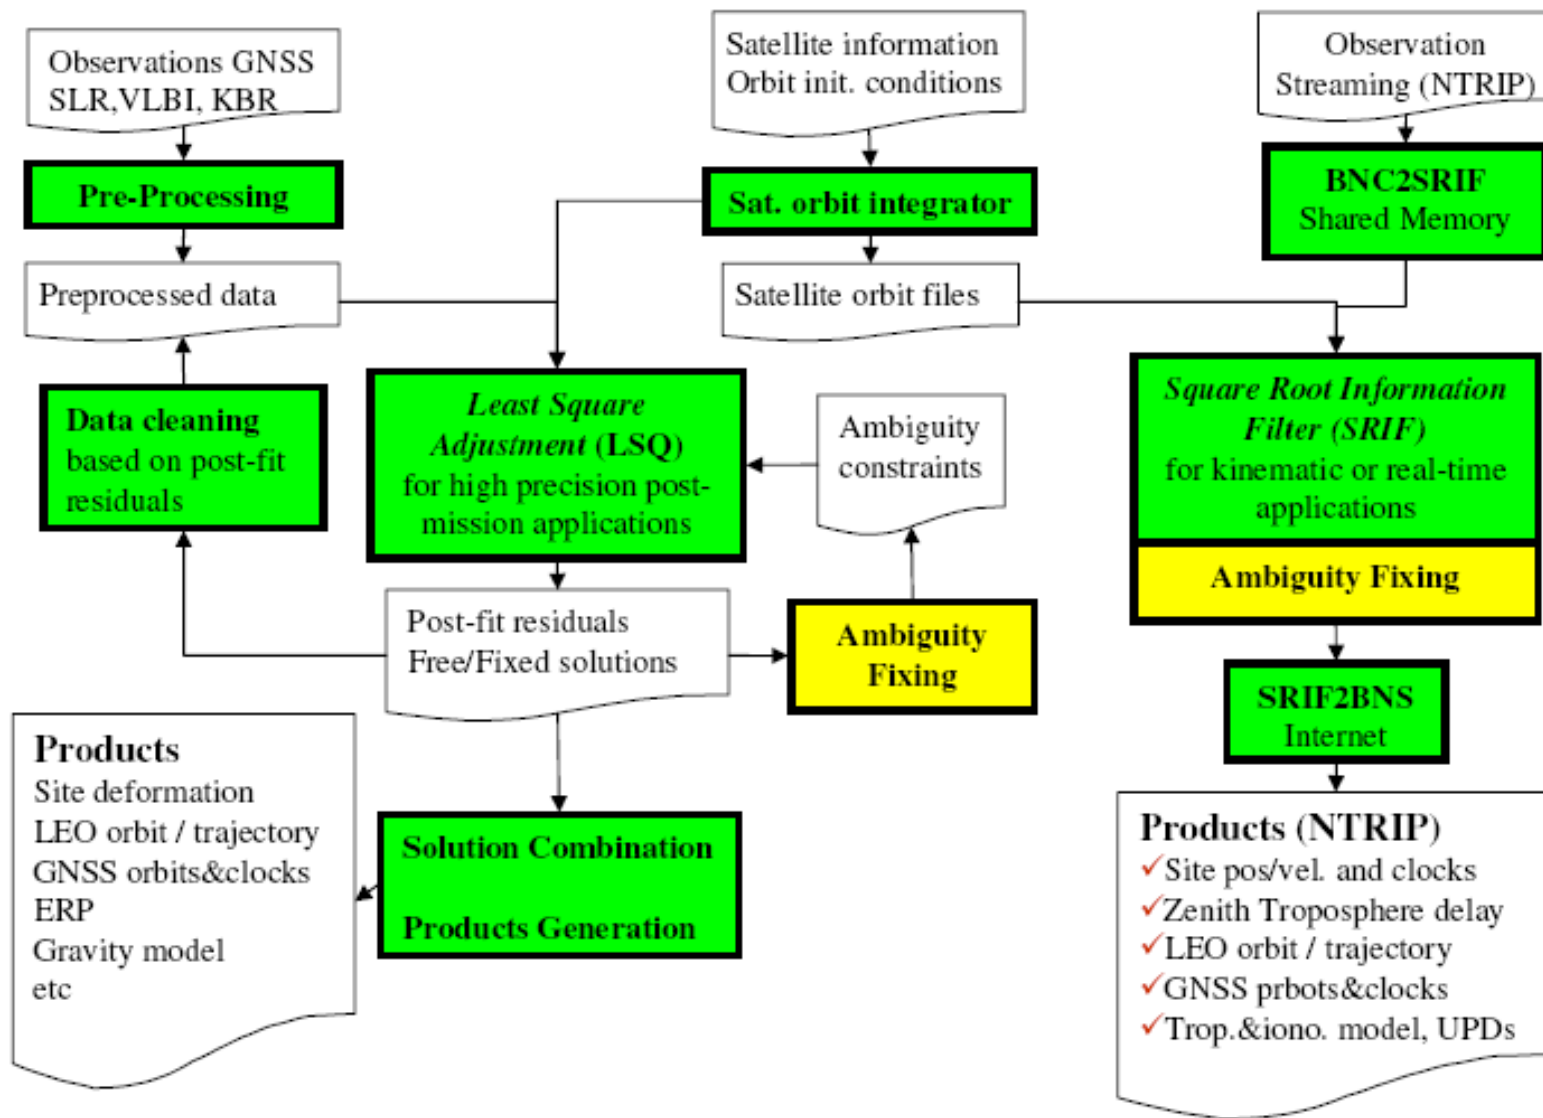 Observations GNSS
SLR,VLBI, KBR
Satellite information
Orbit init. conditions
Observation
Streaming (NTRIP)
Pre-Processing
Sat. orbit integrator
BNC2SRIF
Shared Memory
Preprocessed data
Satellite orbit files
Data cleaning
based on post-fit
residuals
Least Square
Adjustment (LSQ)
for high precision post-
mission applications
Ambiguity
constraints
Square Root Information
Filter (SRIF)
for kinematic or real-time
applications
Ambiguity Fixing
Post-fit residuals
Free/Fixed solutions
Ambiguity
Fixing
SRIF2BNS
Internet
Products
Site deformation
LEO orbit / trajectory
GNSS orbits&clocks
ERP
Gravity model
etc
Solution Combination
Products Generation
Products (NTRIP)
✓Site pos/vel. and clocks
✓Zenith Troposphere delay
✓LEO orbit / trajectory
✓GNSS prbots&clocks
✓Trop.&iono. model, UPDs